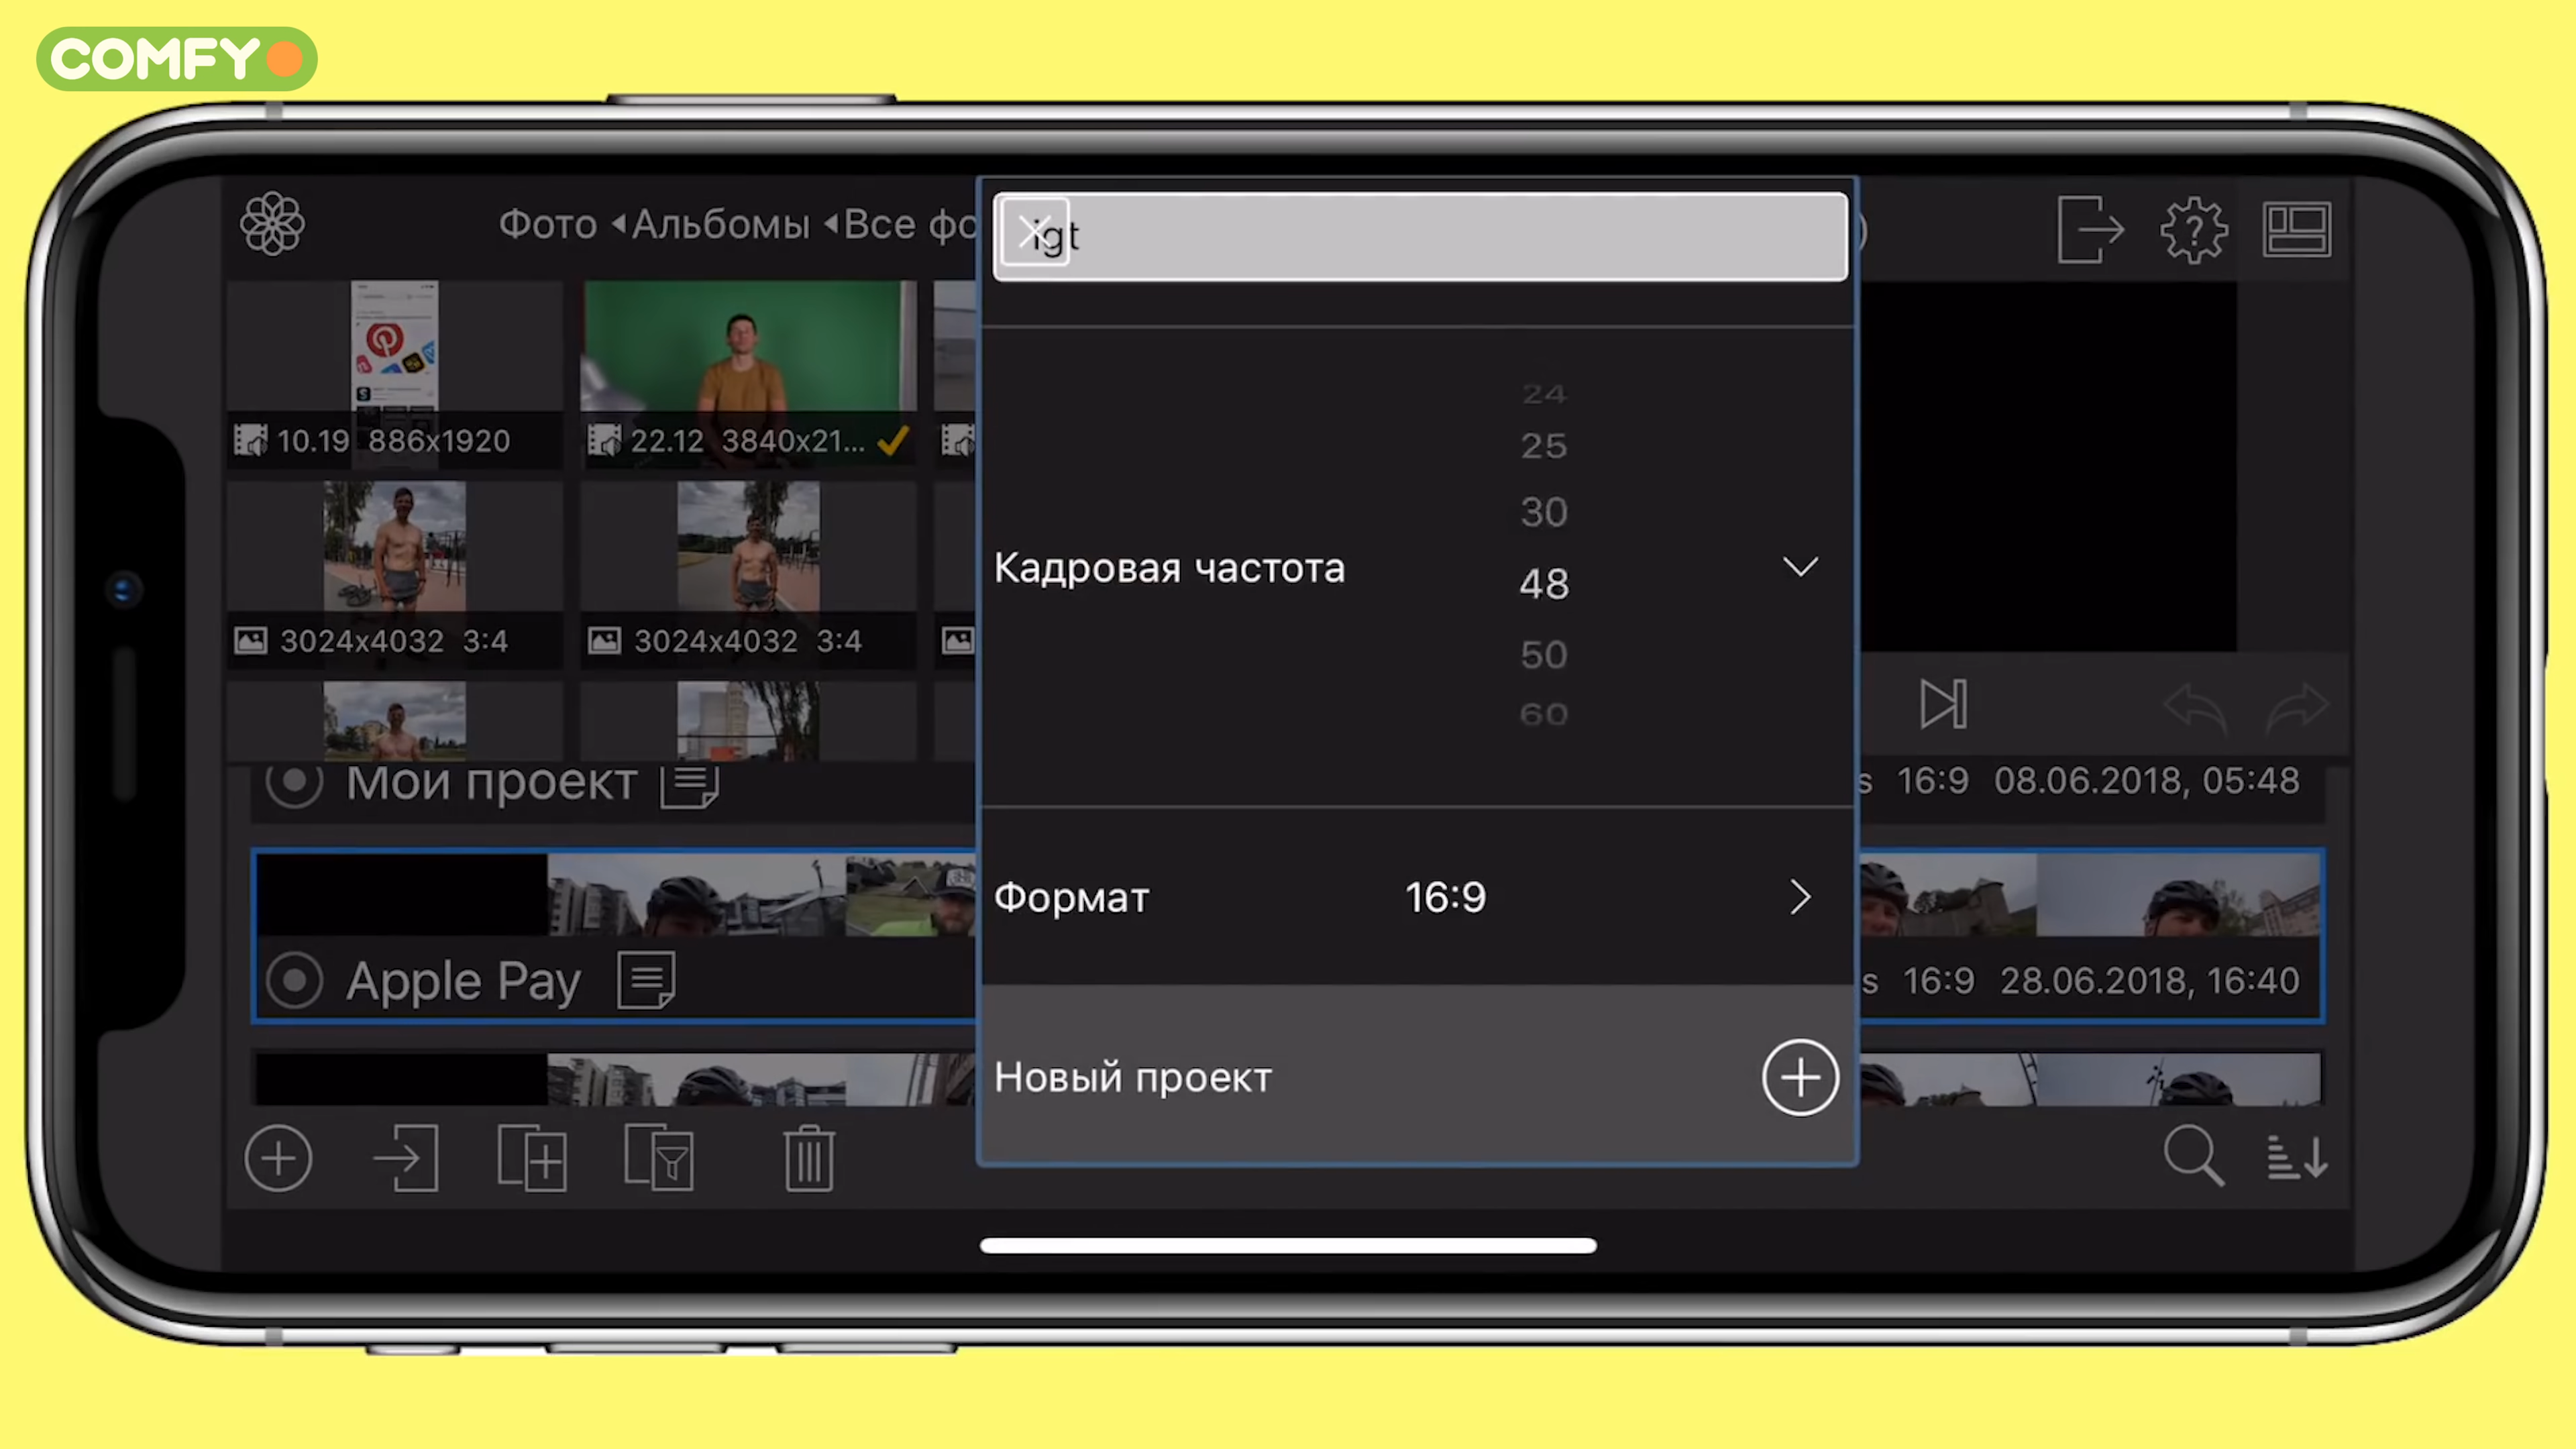 COMFY
Фото ◂Альбомы ◂Все фо
igt
10.19 886x1920
22.12 3840x21...
3024x4032 3:4
3024x4032 3:4
24
25
30
Кадровая частота 48
50
60
Мои проект
s 16:9 08.06.2018, 05:48
Формат 16:9
Apple Pay
s 16:9 28.06.2018, 16:40
Новый проект